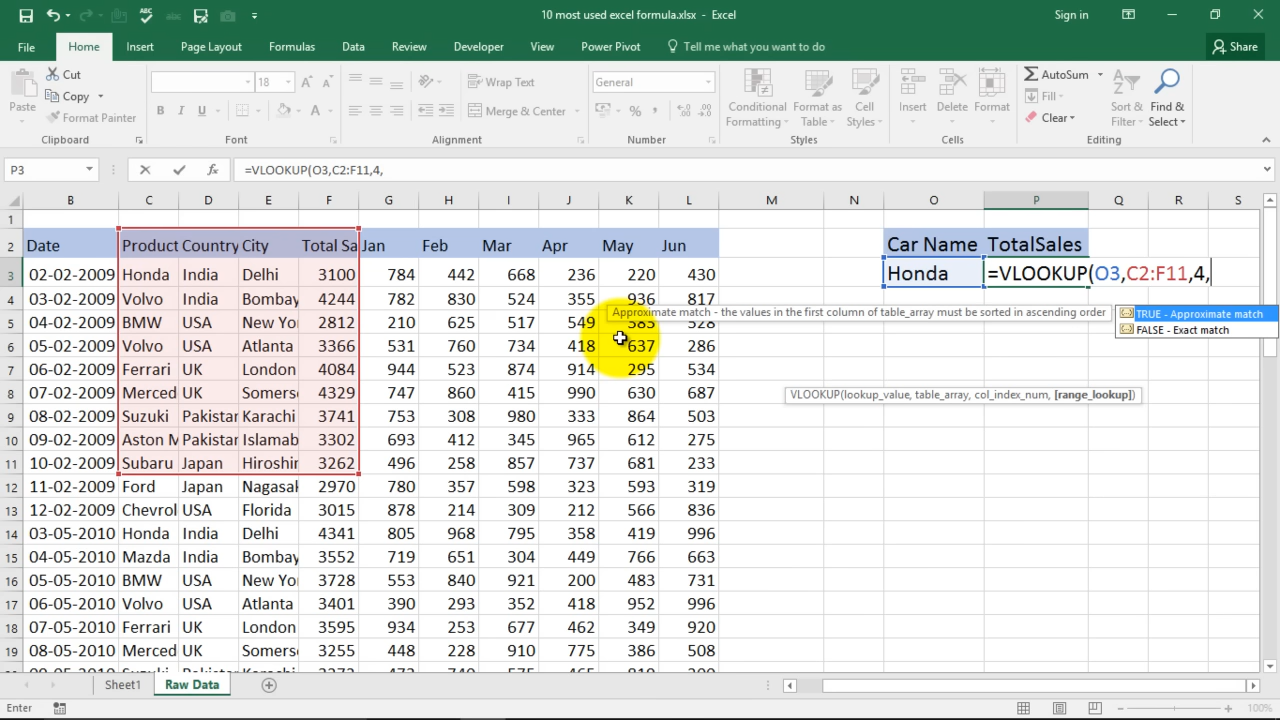 10 most used excel formula.xlsx - Excel
Sign in
File Home Insert Page Layout Formulas Data Review Developer View Power Pivot Tell me what you want to do Share
Paste Cut Copy Format Painter
18
Wrap Text
Merge & Center
General
Conditional Formatting Format as Table Cell Styles
Insert Delete Format
AutoSum Fill Clear
Sort & Filter Find & Select
Clipboard Font Alignment Number Styles Cells Editing
P3 =VLOOKUP(O3,C2:F11,4,
B C D E F G H I J K L M N O P Q R S
1
2 Date Product Country City Total Sa Jan Feb Mar Apr May Jun Car Name TotalSales
3 02-02-2009 Honda India Delhi 3100 784 442 668 236 220 430 Honda =VLOOKUP(O3,C2:F11,4,
4 03-02-2009 Volvo India Bombay 4244 782 830 524 355 936 817
Approximate match - the values in the first column of table_array must be sorted in ascending order
TRUE - Approximate match
FALSE - Exact match
5 04-02-2009 BMW USA New Yo 2812 210 625 517 549 383 528
6 05-02-2009 Volvo USA Atlanta 3366 531 760 734 418 637 286
7 06-02-2009 Ferrari UK London 4084 944 523 874 914 295 534
8 07-02-2009 Merced UK Somers 4329 747 860 415 990 630 687
VLOOKUP(lookup_value, table_array, col_index_num, [range_lookup])
9 08-02-2009 Suzuki Pakistan Karachi 3741 753 308 980 333 864 503
10 09-02-2009 Aston M Pakistan Islamab 3302 693 412 345 965 612 275
11 10-02-2009 Subaru Japan Hiroshin 3262 496 258 857 737 681 233
12 11-02-2009 Ford Japan Nagasak 2970 780 357 598 323 593 319
13 12-02-2009 Chevrol USA Florida 3015 878 214 309 212 566 836
14 03-05-2010 Honda India Delhi 4341 805 968 795 358 419 996
15 04-05-2010 Mazda India Bombay 3552 719 651 304 449 766 663
16 05-05-2010 BMW USA New Yo 3728 553 840 921 200 483 731
17 06-05-2010 Volvo USA Atlanta 3401 390 293 352 418 952 996
18 07-05-2010 Ferrari UK London 3595 934 253 677 462 349 920
19 08-05-2010 Merced UK Somers 3255 448 228 910 775 386 508
Sheet1 Raw Data
Enter 100%